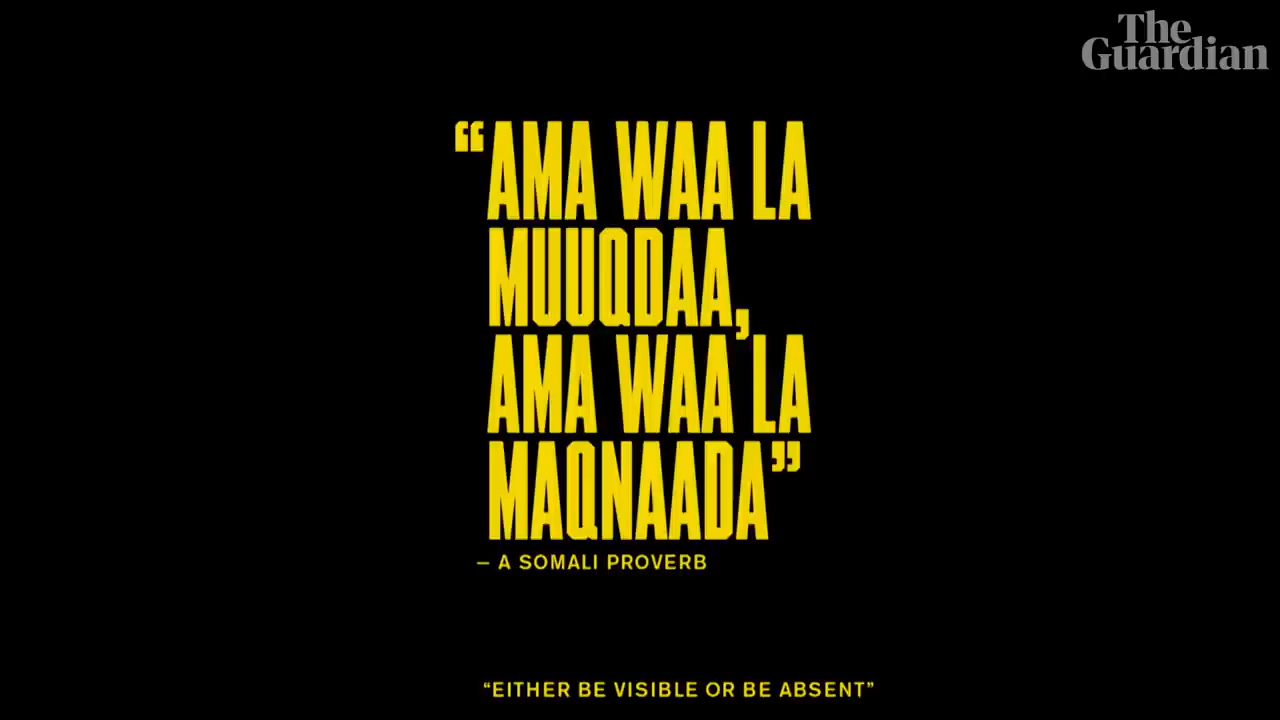 The
Guardian
“AMA WAA LA
MUUQDAA,
AMA WAA LA
MAQNAADA”
– A SOMALI PROVERB
“EITHER BE VISIBLE OR BE ABSENT”